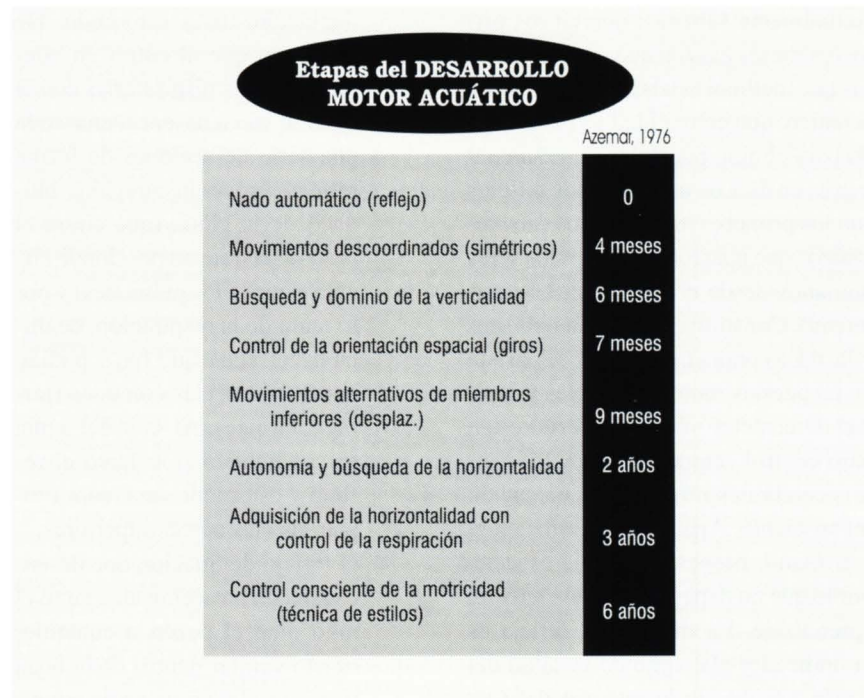 Etapas del DESARROLLO
MOTOR ACUÁTICO
Azemar, 1976
Nado automático (reflejo) 0
Movimientos descoordinados (simétricos) 4 meses
Búsqueda y dominio de la verticalidad 6 meses
Control de la orientación espacial (giros) 7 meses
Movimientos alternativos de miembros
inferiores (desplaz.) 9 meses
Autonomía y búsqueda de la horizontalidad 2 años
Adquisición de la horizontalidad con
control de la respiración 3 años
Control consciente de la motricidad
(técnica de estilos) 6 años